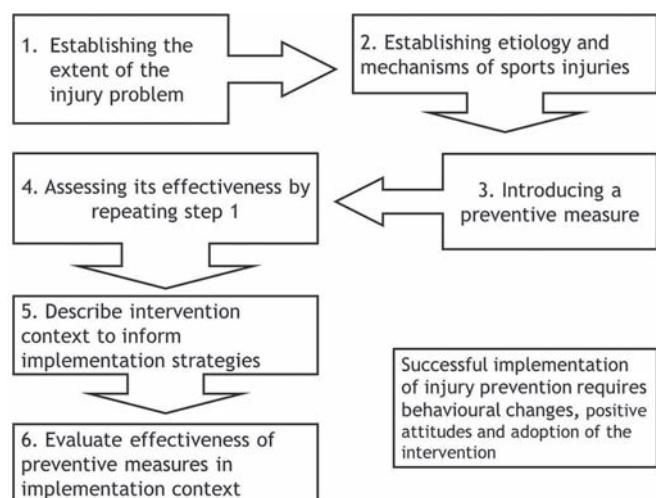 1. Establishing the
extent of the
injury problem
2. Establishing etiology and
mechanisms of sports injuries
3. Introducing a
preventive measure
4. Assessing its effectiveness by
repeating step 1
5. Describe intervention
context to inform
implementation strategies
6. Evaluate effectiveness of
preventive measures in
implementation context
Successful implementation
of injury prevention requires
behavioural changes, positive
attitudes and adoption of the
intervention